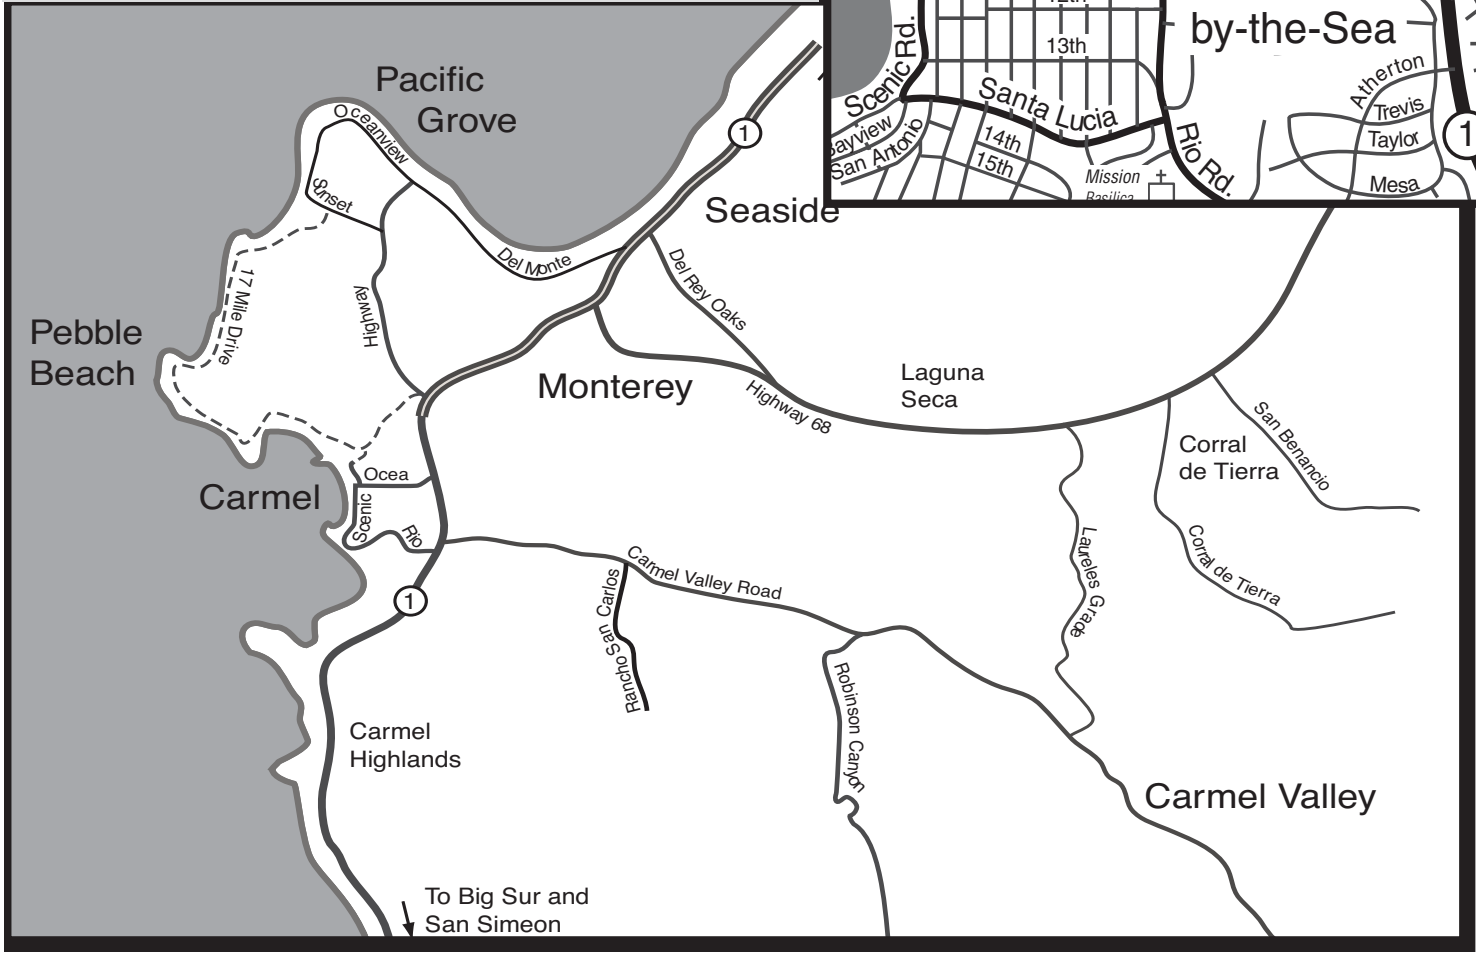 by-the-Sea
13th
Scenic Rd.
Santa Lucia
Atherton
Trevis
Taylor
Mesa
1
San Antonio
14th
15th
Rio Rd.
Mission
Basilica
Pacific
Grove
Oceanview
Sunset
1
Seaside
Del Monte
Del Rey Oaks
17 Mile Drive
Highway
Pebble
Beach
Monterey
Highway 68
Laguna
Seca
San Benancio
Corral
de Tierra
Corral de Tierra
Carmel
Ocea
Scenic
Rio
Laureles Grade
Carmel Valley Road
Rancho San Carlos
1
Robinson Canyon
Carmel
Highlands
Carmel Valley
To Big Sur and
San Simeon